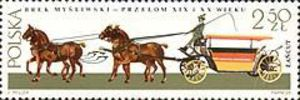 BREK MYŚLIWSKI — PRZEŁOM XIX i XX WIEKU
POLSKA
2.50
ZŁ
ŁAŃCUT